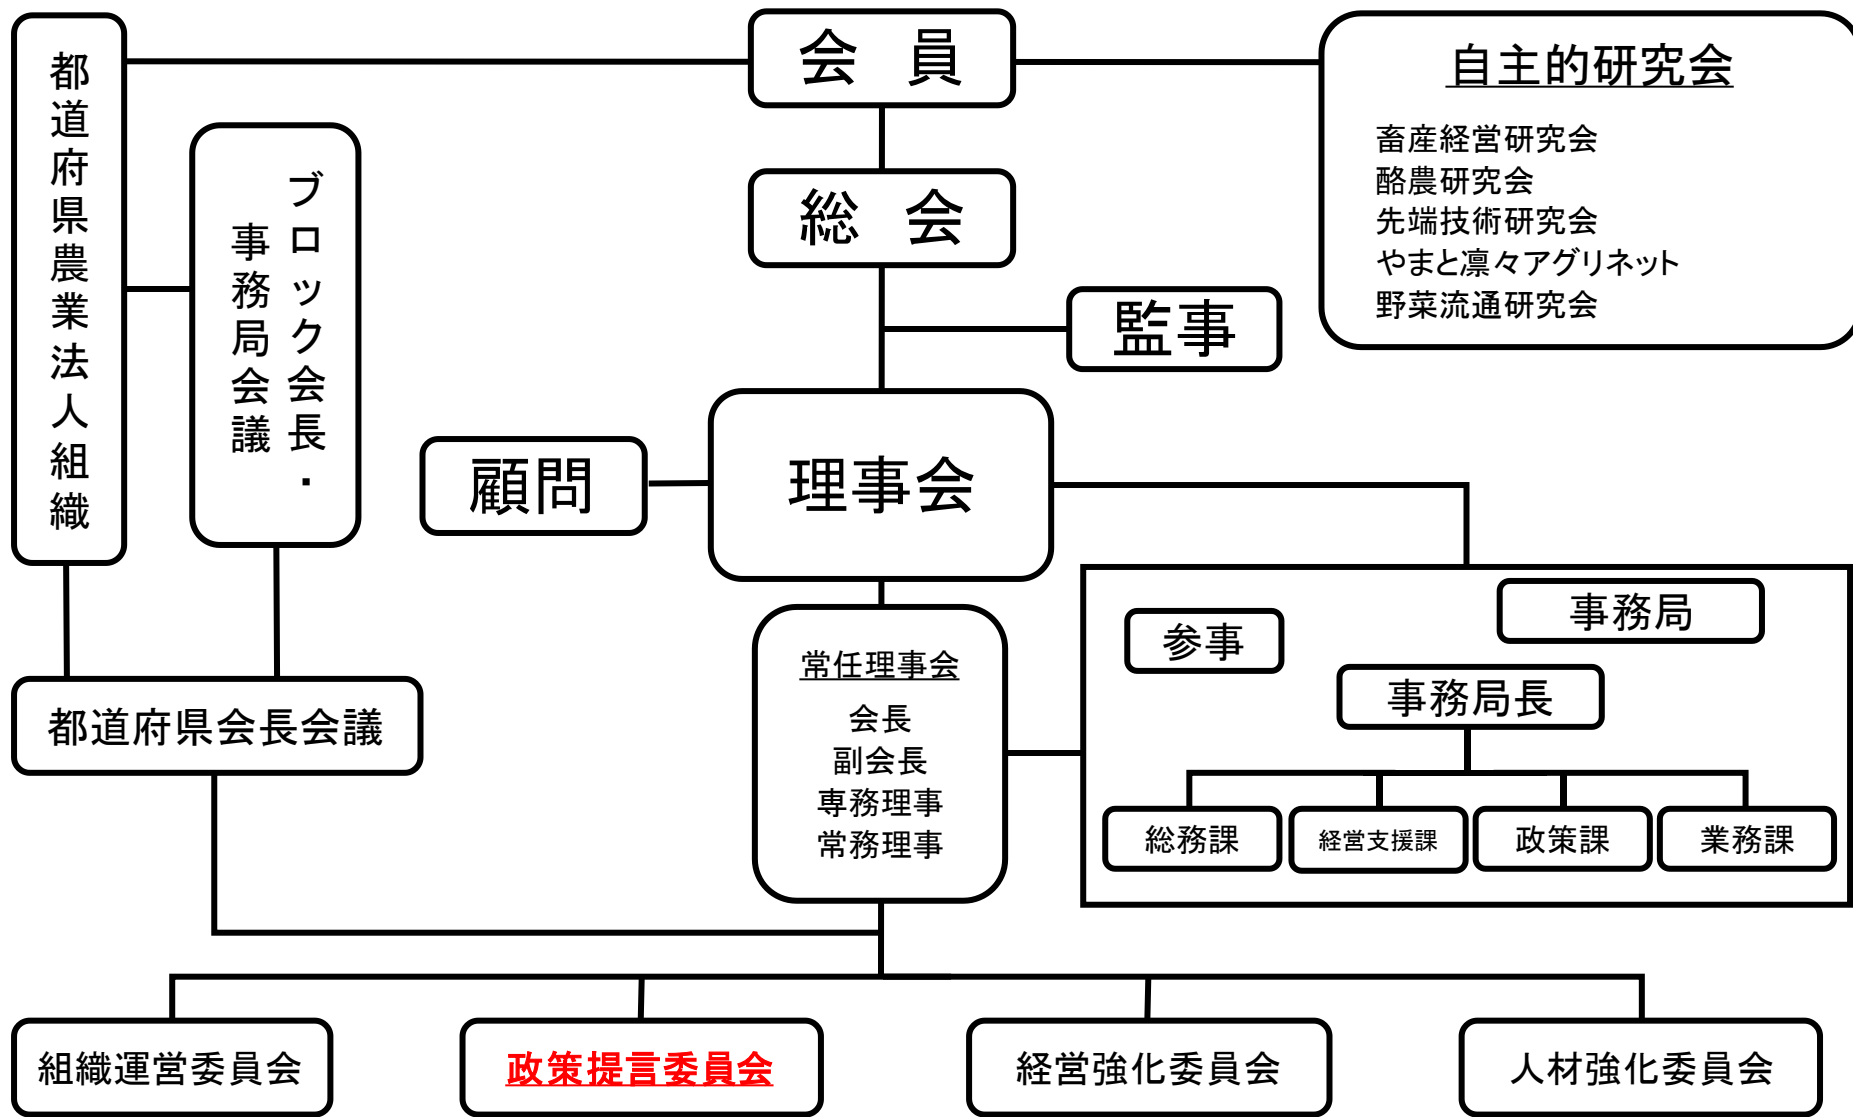 都道府県農業法人組織
ブロック会長・
事務局会議
会　員
総　会
監事
顧問
理事会
自主的研究会
畜産経営研究会
酪農研究会
先端技術研究会
やまと凛々アグリネット
野菜流通研究会
都道府県会長会議
常任理事会
会長
副会長
専務理事
常務理事
事務局
参事
事務局長
総務課
経営支援課
政策課
業務課
組織運営委員会
政策提言委員会
経営強化委員会
人材強化委員会